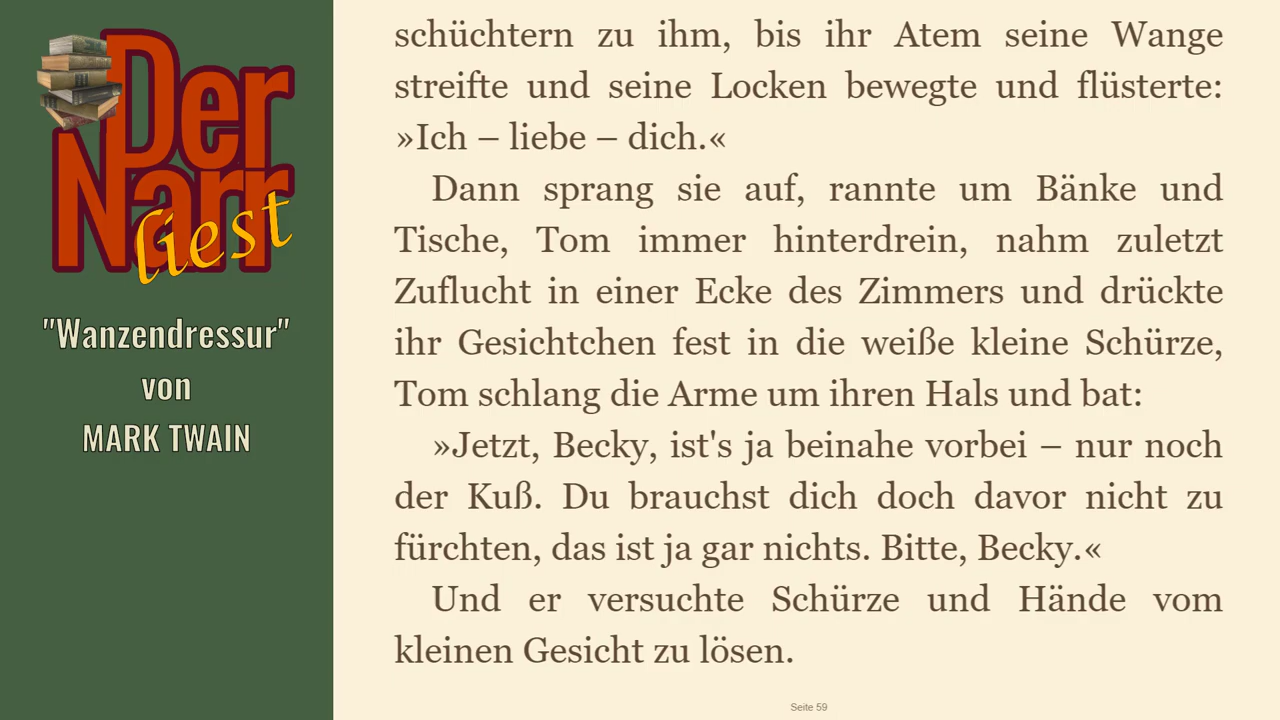 Der
Narr
liest
"Wanzendressur"
von
MARK TWAIN
schüchtern zu ihm, bis ihr Atem seine Wange
streifte und seine Locken bewegte und flüsterte:
»Ich – liebe – dich.«
Dann sprang sie auf, rannte um Bänke und
Tische, Tom immer hinterdrein, nahm zuletzt
Zuflucht in einer Ecke des Zimmers und drückte
ihr Gesichtchen fest in die weiße kleine Schürze,
Tom schlang die Arme um ihren Hals und bat:
»Jetzt, Becky, ist's ja beinahe vorbei – nur noch
der Kuß. Du brauchst dich doch davor nicht zu
fürchten, das ist ja gar nichts. Bitte, Becky.«
Und er versuchte Schürze und Hände vom
kleinen Gesicht zu lösen.
Seite 59